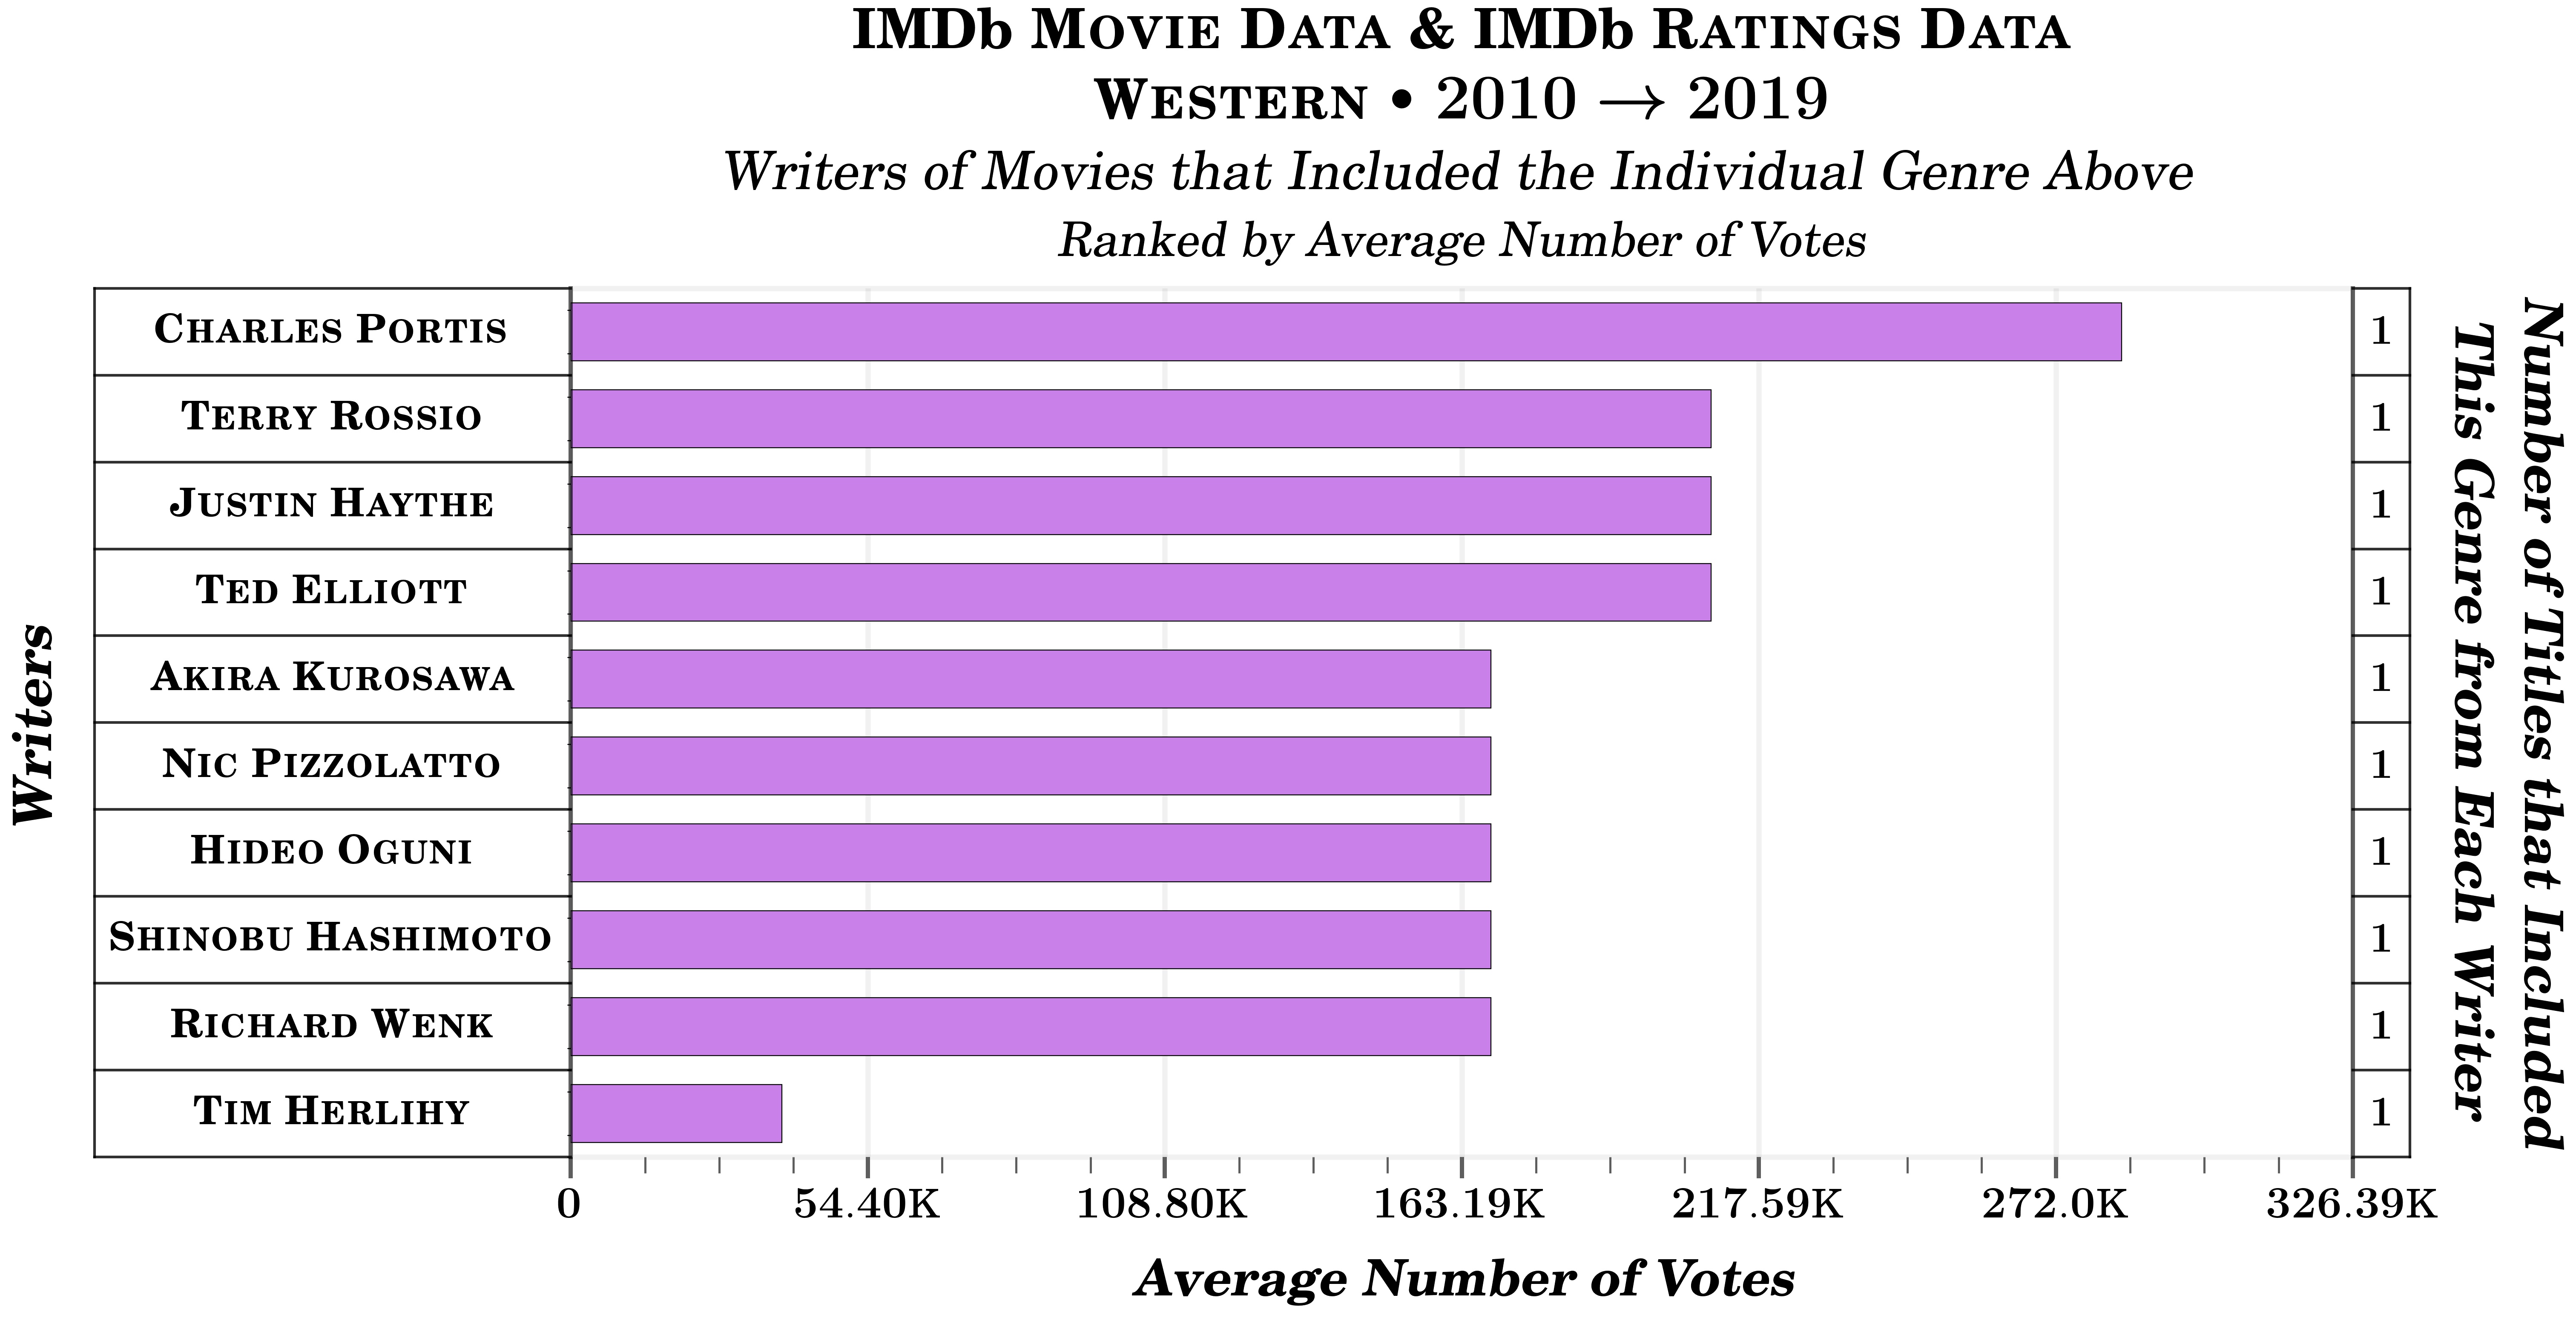 IMDb Movie Data & IMDb Ratings Data
Western • 2010 → 2019
Writers of Movies that Included the Individual Genre Above
Ranked by Average Number of Votes
Writers
Charles Portis
1
Terry Rossio
1
Justin Haythe
1
Ted Elliott
1
Akira Kurosawa
1
Nic Pizzolatto
1
Hideo Oguni
1
Shinobu Hashimoto
1
Richard Wenk
1
Tim Herlihy
1
Number of Titles that Included
This Genre from Each Writer
0 54.40K 108.80K 163.19K 217.59K 272.0K 326.39K
Average Number of Votes